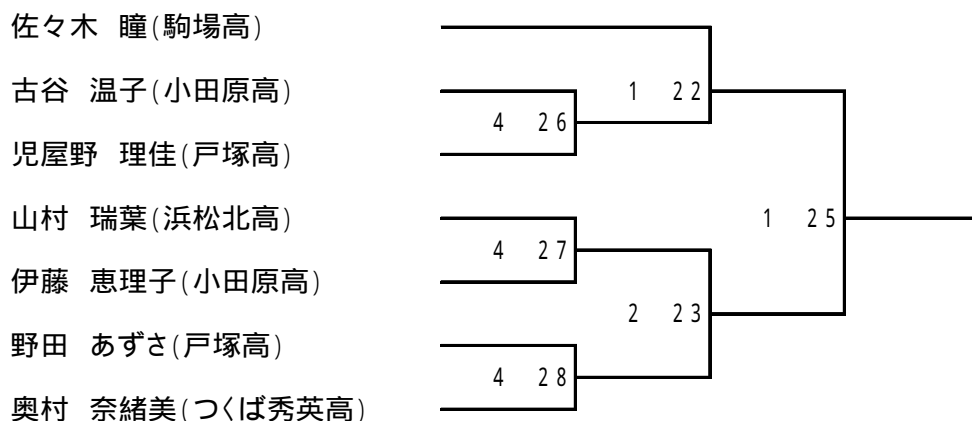 佐々木 瞳(駒場高)
古谷 温子(小田原高)
1 22
4 26
児屋野 理佳(戸塚高)
山村 瑞葉(浜松北高)
1 25
4 27
伊藤 恵理子(小田原高)
2 23
野田 あずさ(戸塚高)
4 28
奥村 奈緒美(つくば秀英高)